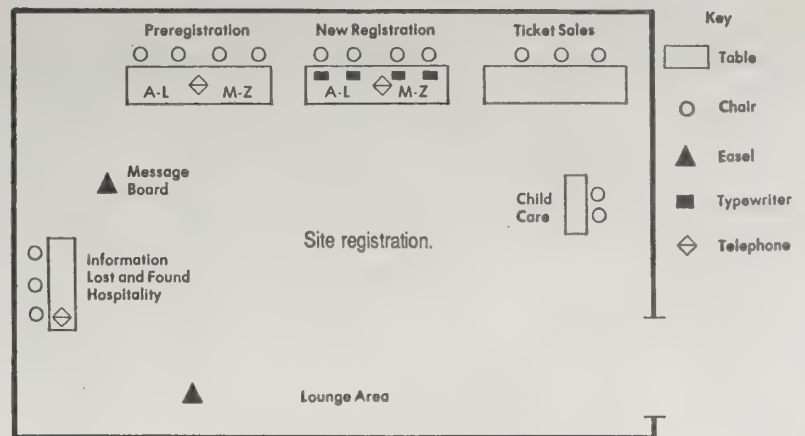 Preregistration
New Registration
Ticket Sales
A-L
M-Z
A-L
M-Z
Message
Board
Child
Care
Site registration.
Information
Lost and Found
Hospitality
Lounge Area
Key
Table
Chair
Easel
Typewriter
Telephone